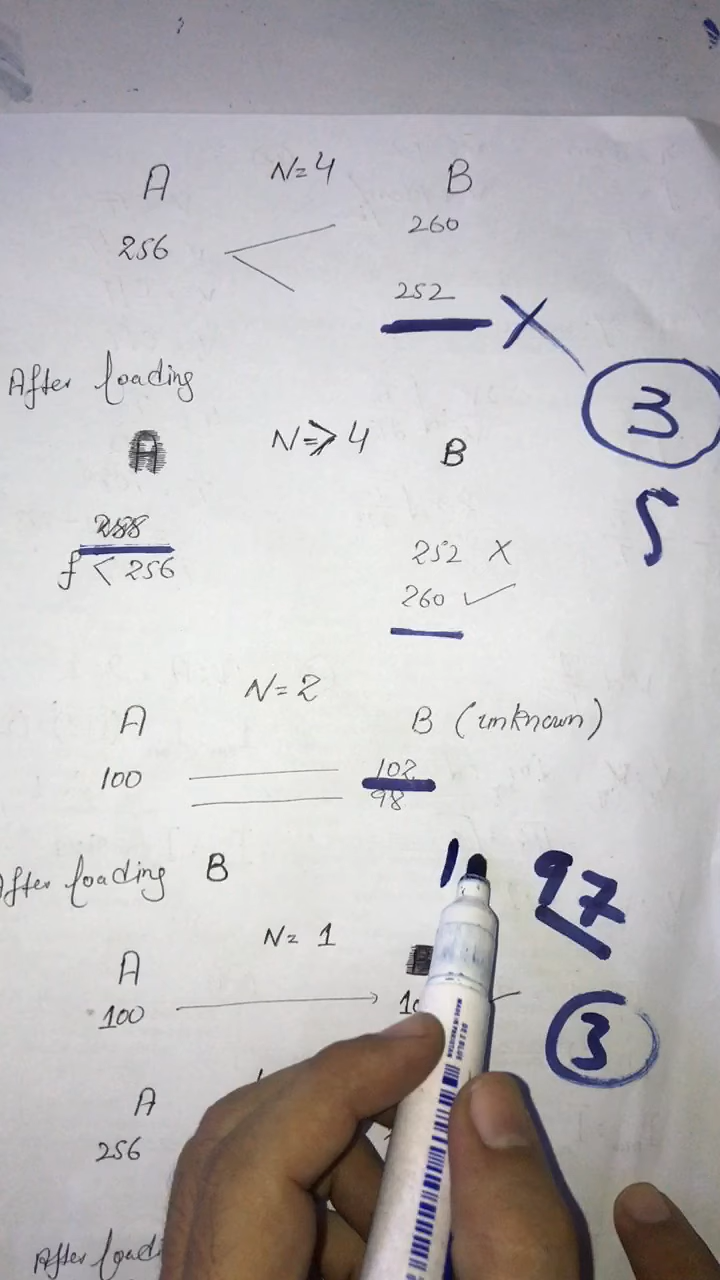 A N=4 B
256 260
252 X
3
After loading
A N=>4 B
5
288
f < 256
252 X
260 ✓
N=2
A B (unknown)
100 102
98
After loading B
1 97
N= 1
A B
100
3
A
256
After